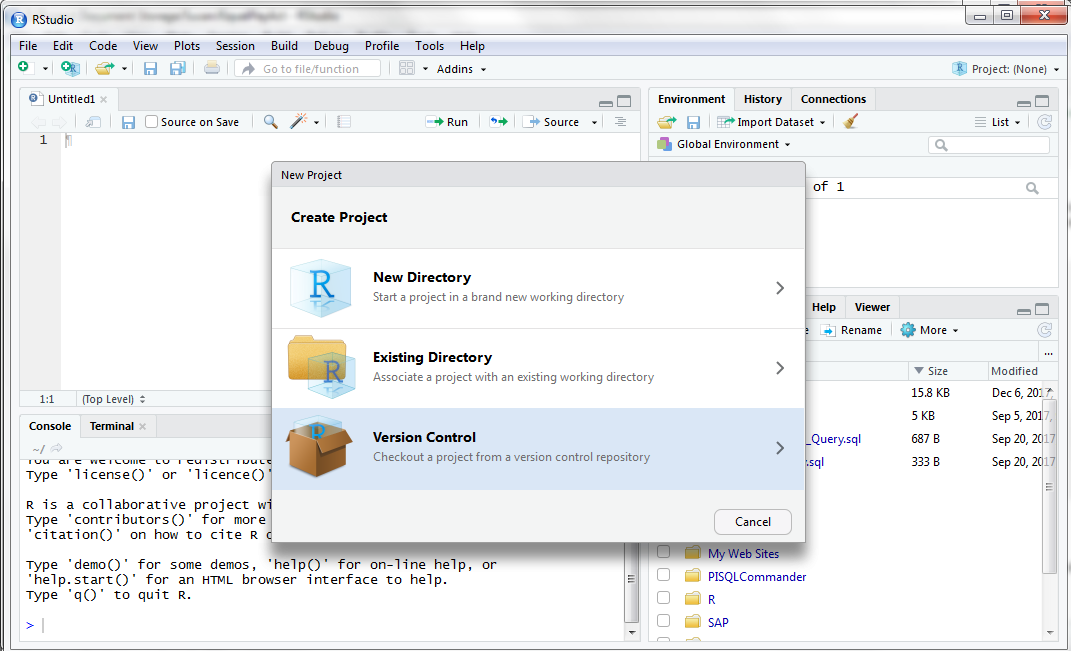 RStudio
File Edit Code View Plots Session Build Debug Profile Tools Help
Go to file/function Addins Project: (None)
Untitled1
Source on Save Run Source
1
1:1 (Top Level)
Console Terminal
~/
Type 'license()' or 'licence()'
R is a collaborative project
Type 'contributors()' for more
'citation()' on how to cite R
Type 'demo()' for some demos, 'help()' for on-line help, or
'help.start()' for an HTML browser interface to help.
Type 'q()' to quit R.
>
Environment History Connections
Import Dataset List
Global Environment
of 1
Help Viewer
Rename More
...
Size Modified
15.8 KB Dec 6, 2017,
5 KB Sep 5, 2017,
_Query.sql 687 B Sep 20, 2017
.sql 333 B Sep 20, 2017
My Web Sites
PISQLCommander
R
SAP
New Project
Create Project
R
New Directory
Start a project in a brand new working directory
R
Existing Directory
Associate a project with an existing working directory
Version Control
Checkout a project from a version control repository
Cancel